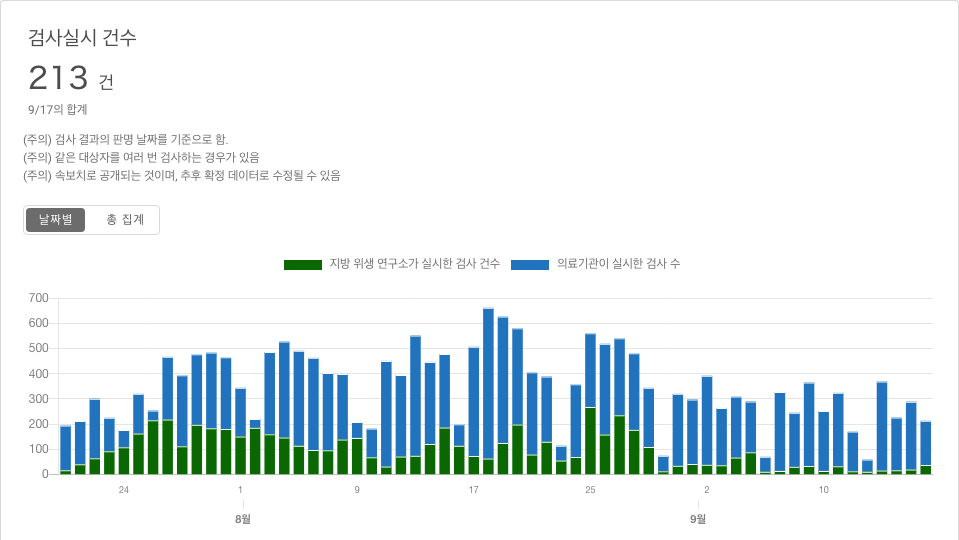 검사실시 건수
213 건
9/17의 합계
(주의) 검사 결과의 판명 날짜를 기준으로 함.
(주의) 같은 대상자를 여러 번 검사하는 경우가 있음
(주의) 속보치로 공개되는 것이며, 추후 확정 데이터로 수정될 수 있음
날짜별 총 집계
지방 위생 연구소가 실시한 검사 건수 의료기관이 실시한 검사 수
700
600
500
400
300
200
100
0
24 1 9 17 25 2 10
8월 9월